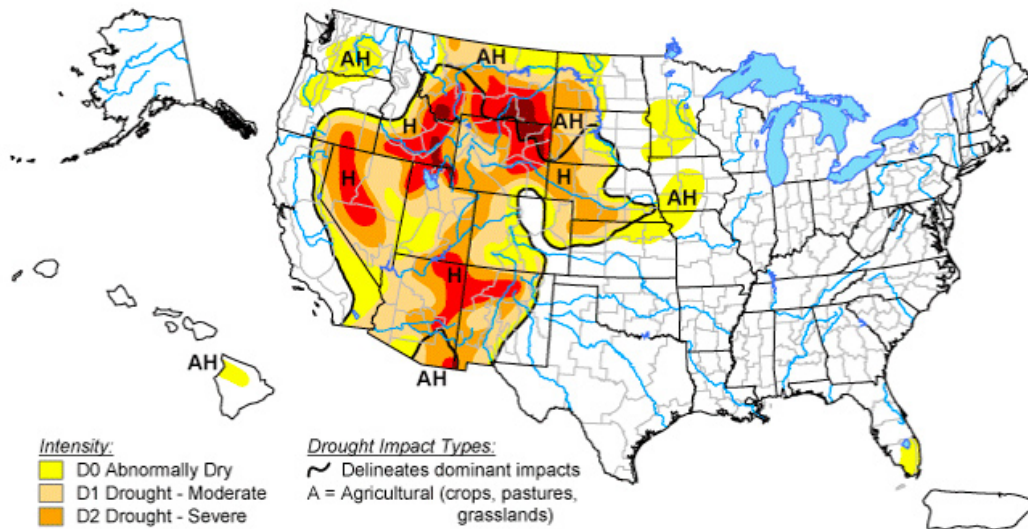 AH
AH
H
AH
H
H
AH
H
AH
AH
Intensity:
D0 Abnormally Dry
D1 Drought - Moderate
D2 Drought - Severe
Drought Impact Types:
Delineates dominant impacts
A = Agricultural (crops, pastures,
grasslands)